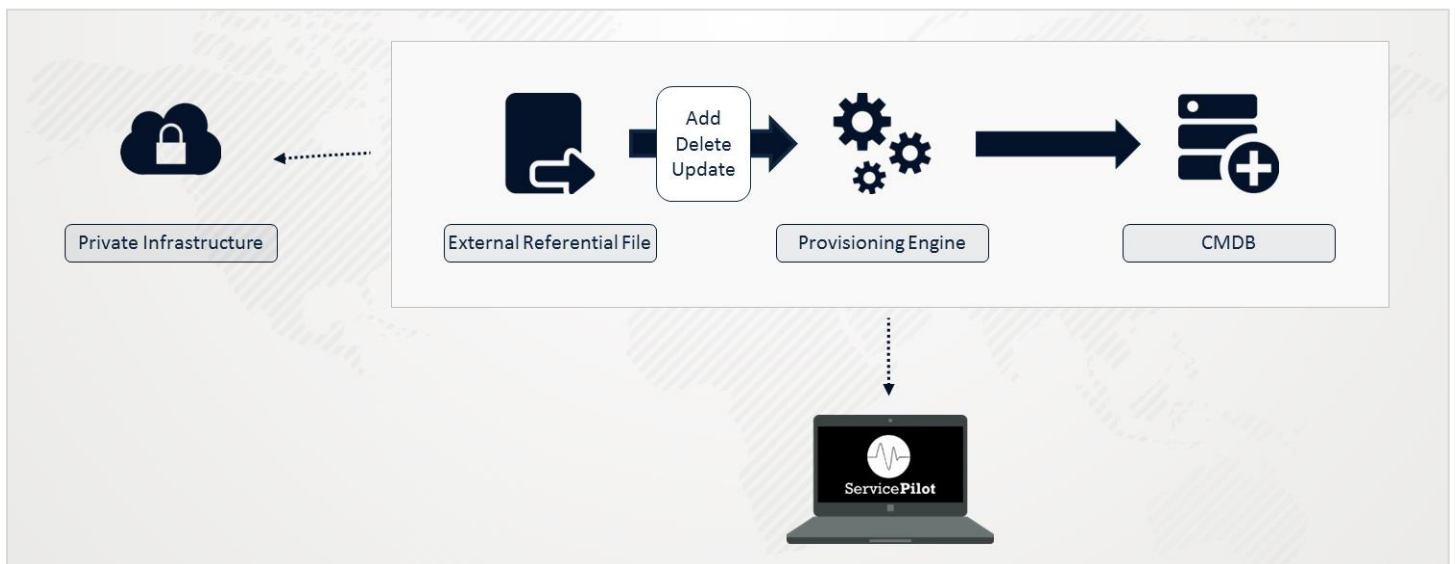 Add
Delete
Update
Private Infrastructure
External Referential File
Provisioning Engine
CMDB
ServicePilot